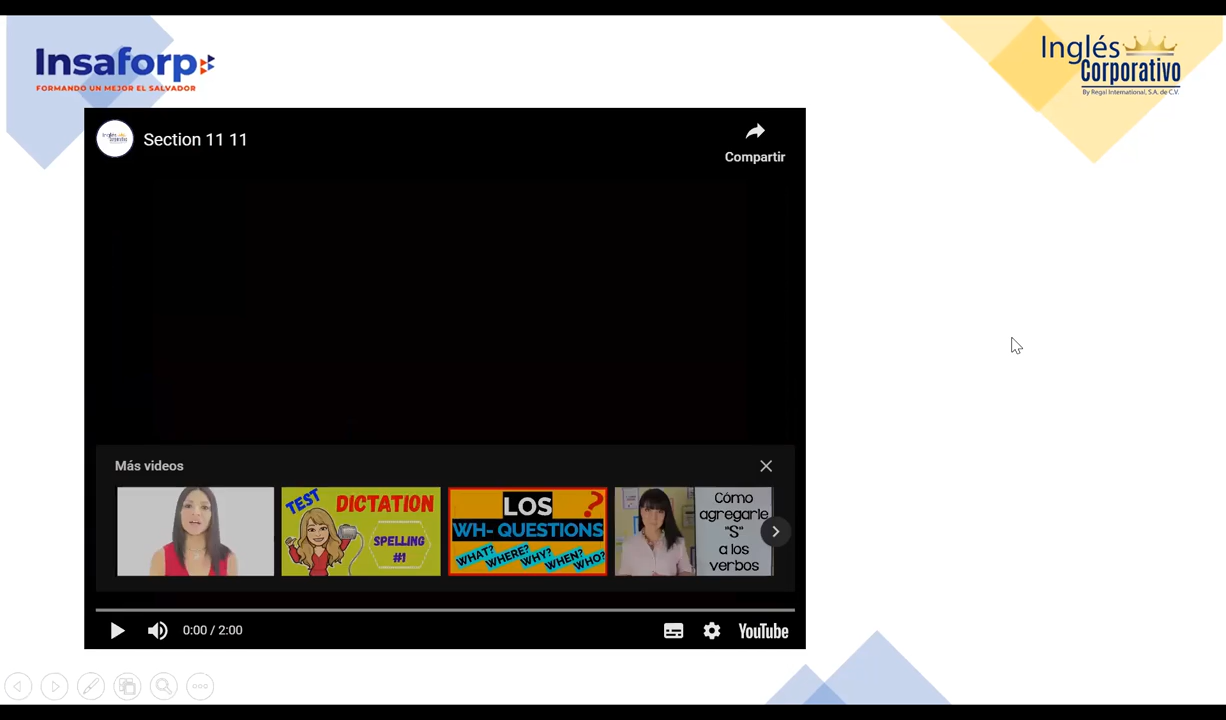 Insaforp
FORMANDO UN MEJOR EL SALVADOR
Inglés
Corporativo
By Regal International, S.A. de C.V.
Section 11 11
Compartir
Más videos
TEST
DICTATION
SPELLING
#1
LOS
?
WH- QUESTIONS
WHAT? WHERE? WHY? WHEN? WHO?
Cómo
agregarle
"S"
a los
verbos
0:00 / 2:00
YouTube